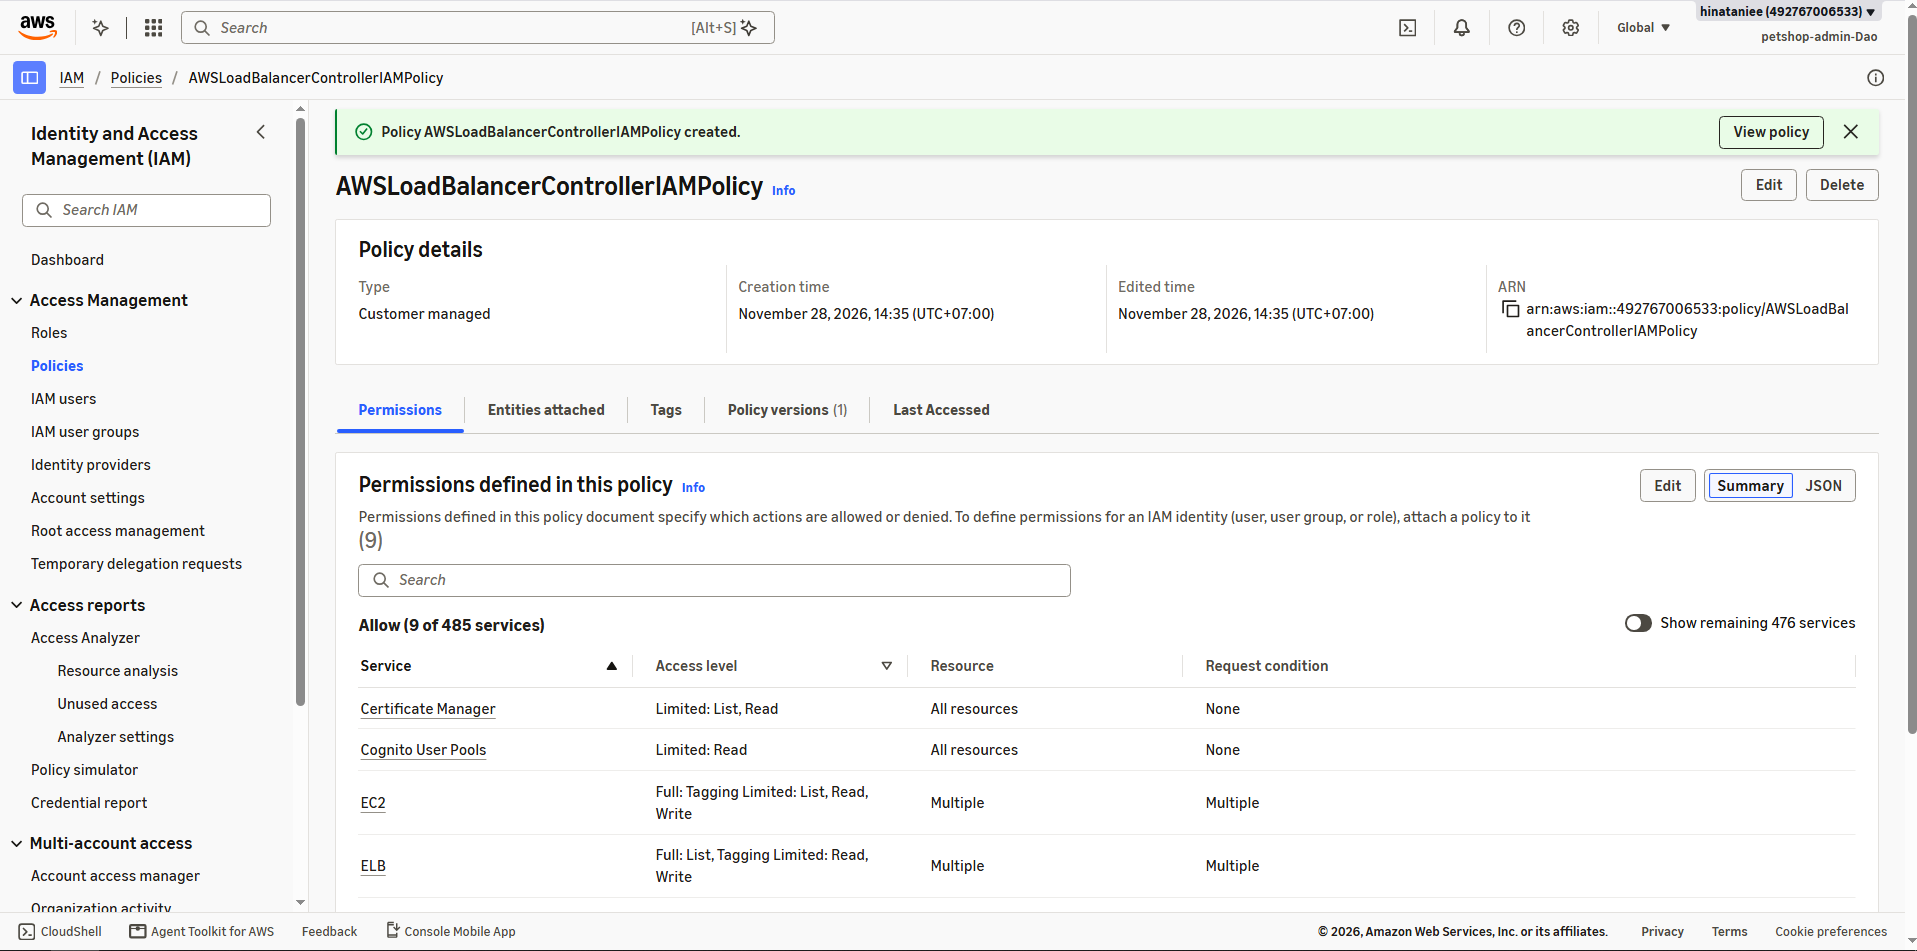 aws
Search
[Alt+S]
Global ▼
hinataniee (492767006533) ▼
petshop-admin-Dao
IAM / Policies / AWSLoadBalancerControllerIAMPolicy
Identity and Access
Management (IAM)
Search IAM
Dashboard
Access Management
Roles
Policies
IAM users
IAM user groups
Identity providers
Account settings
Root access management
Temporary delegation requests
Access reports
Access Analyzer
Resource analysis
Unused access
Analyzer settings
Policy simulator
Credential report
Multi-account access
Account access manager
Organization activity
Policy AWSLoadBalancerControllerIAMPolicy created.
View policy
AWSLoadBalancerControllerIAMPolicy Info
Edit
Delete
Policy details
Type
Customer managed
Creation time
November 28, 2026, 14:35 (UTC+07:00)
Edited time
November 28, 2026, 14:35 (UTC+07:00)
ARN
arn:aws:iam::492767006533:policy/AWSLoadBal
ancerControllerIAMPolicy
Permissions
Entities attached
Tags
Policy versions (1)
Last Accessed
Permissions defined in this policy Info
Edit
Summary
JSON
Permissions defined in this policy document specify which actions are allowed or denied. To define permissions for an IAM identity (user, user group, or role), attach a policy to it
(9)
Search
Allow (9 of 485 services)
Show remaining 476 services
Service
Access level
Resource
Request condition
Certificate Manager
Limited: List, Read
All resources
None
Cognito User Pools
Limited: Read
All resources
None
EC2
Full: Tagging Limited: List, Read,
Write
Multiple
Multiple
ELB
Full: List, Tagging Limited: Read,
Write
Multiple
Multiple
CloudShell
Agent Toolkit for AWS
Feedback
Console Mobile App
© 2026, Amazon Web Services, Inc. or its affiliates.
Privacy
Terms
Cookie preferences